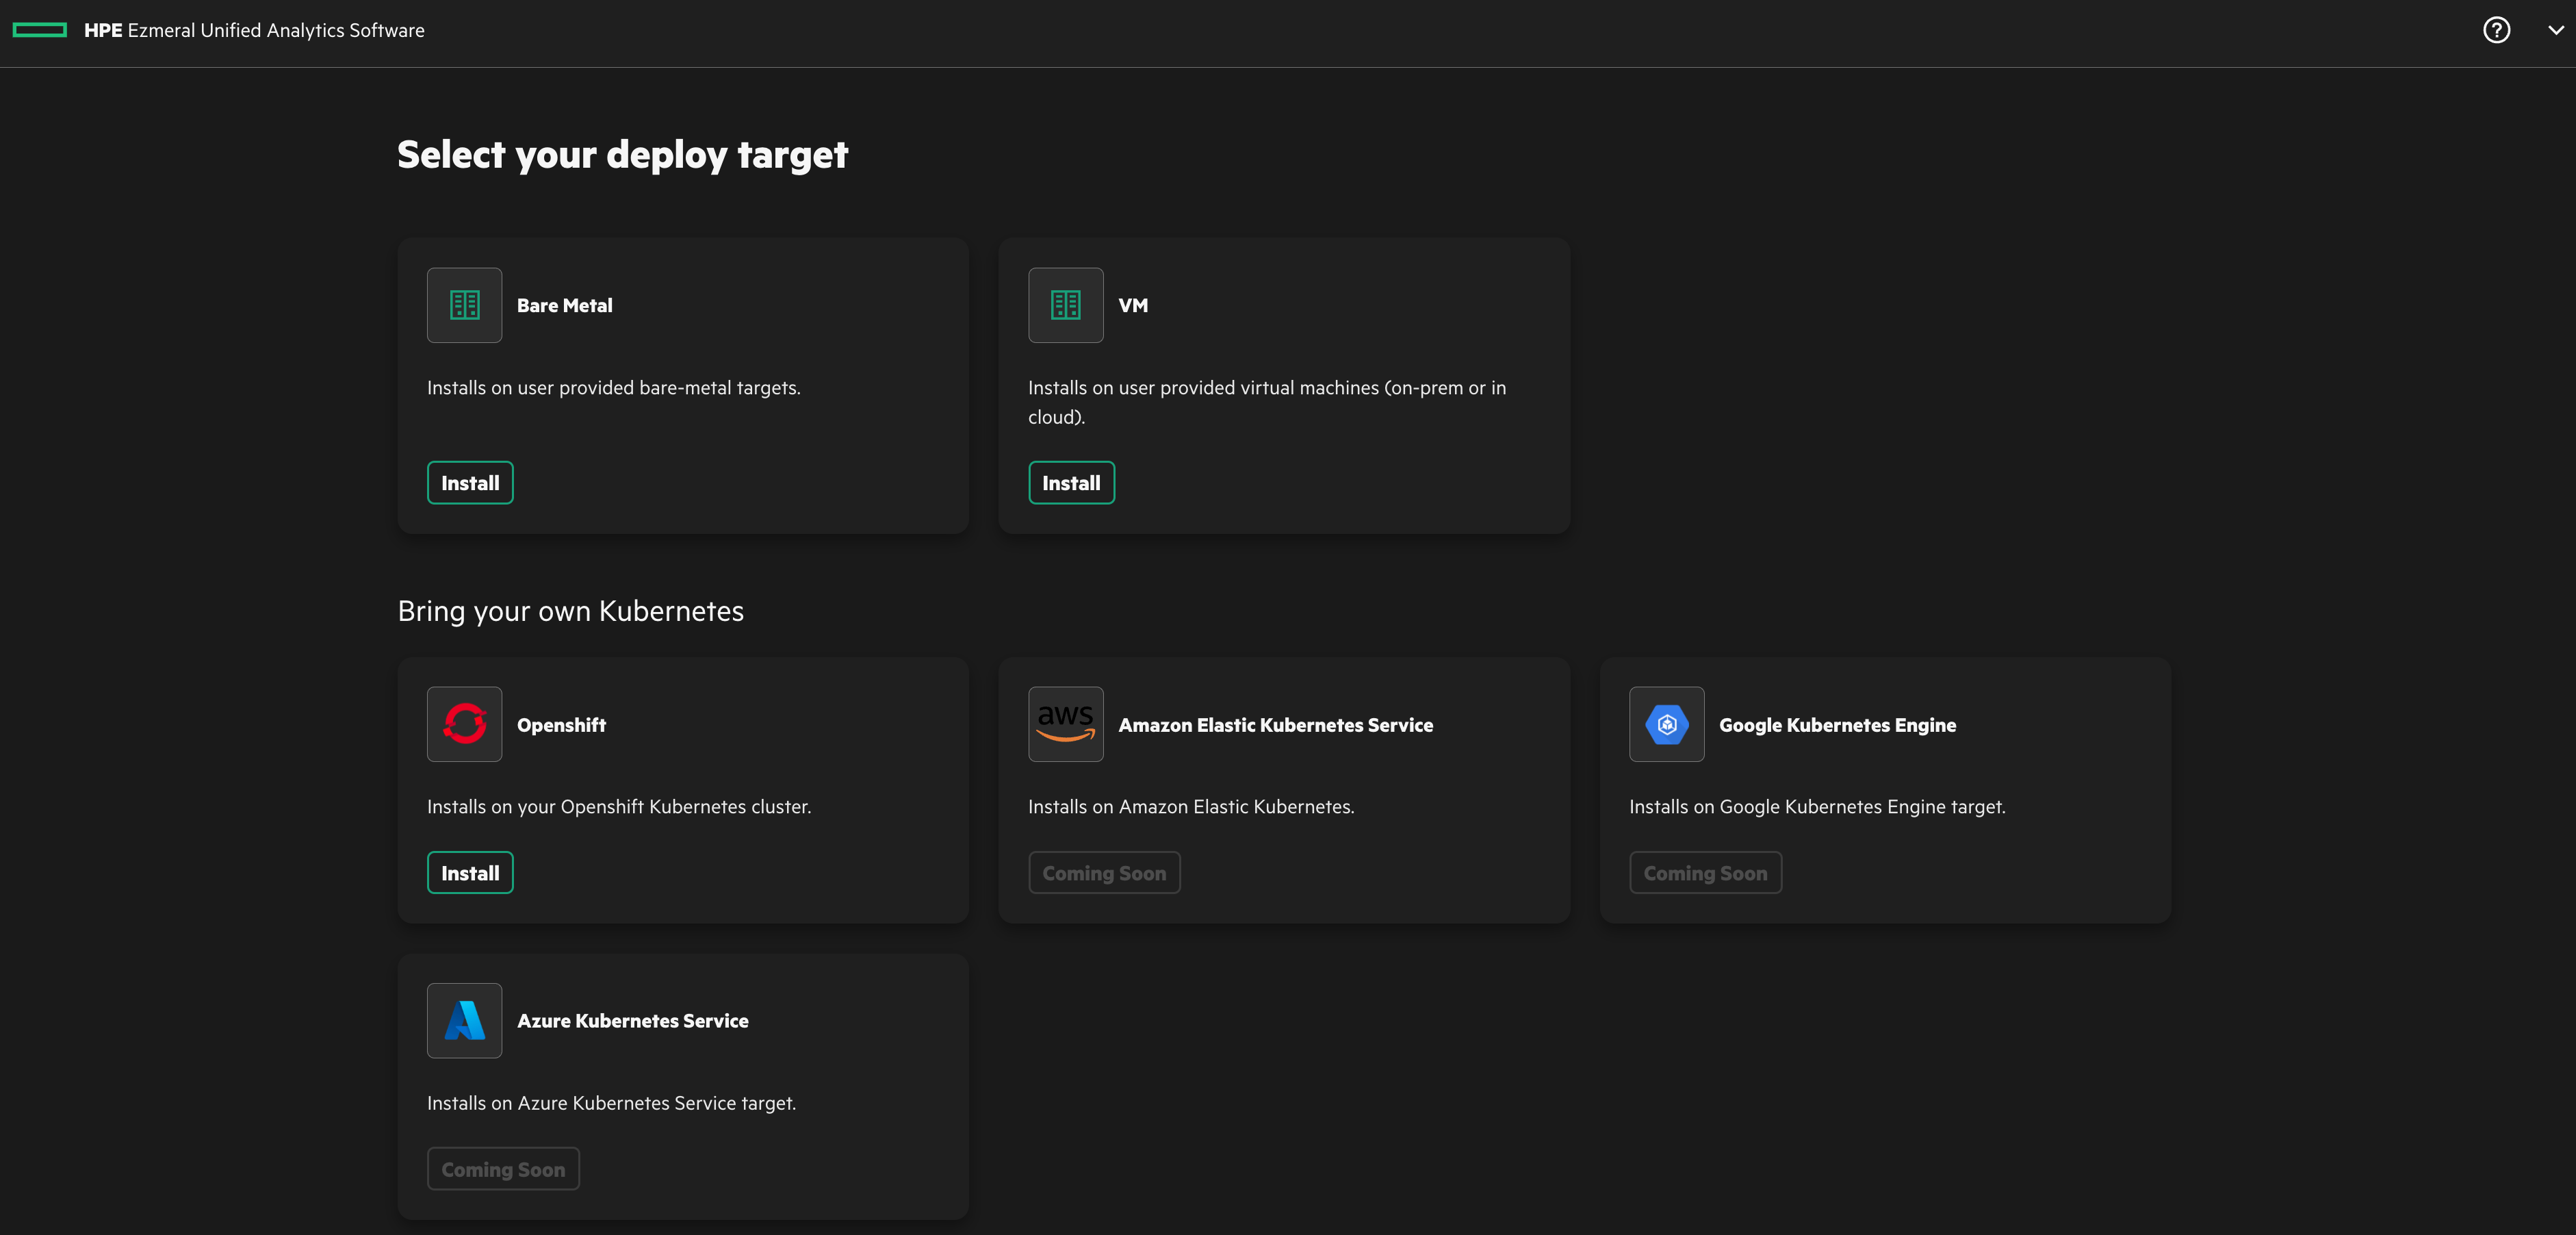 HPE Ezmeral Unified Analytics Software
Select your deploy target
Bare Metal
Installs on user provided bare-metal targets.
Install
VM
Installs on user provided virtual machines (on-prem or in
cloud).
Install
Bring your own Kubernetes
Openshift
Installs on your Openshift Kubernetes cluster.
Install
aws
Amazon Elastic Kubernetes Service
Installs on Amazon Elastic Kubernetes.
Coming Soon
Google Kubernetes Engine
Installs on Google Kubernetes Engine target.
Coming Soon
Azure Kubernetes Service
Installs on Azure Kubernetes Service target.
Coming Soon